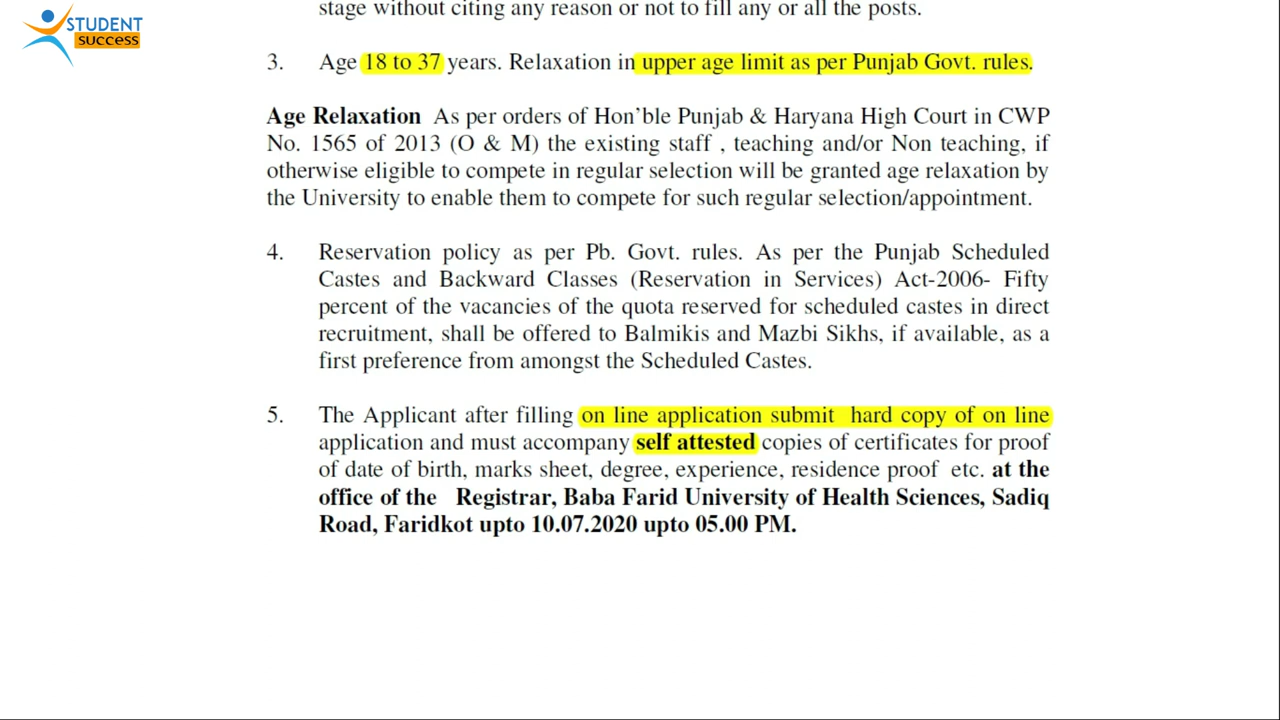 STUDENT
success
stage without citing any reason or not to fill any or all the posts.
3. Age 18 to 37 years. Relaxation in upper age limit as per Punjab Govt. rules.
Age Relaxation As per orders of Hon'ble Punjab & Haryana High Court in CWP
No. 1565 of 2013 (O & M) the existing staff , teaching and/or Non teaching, if
otherwise eligible to compete in regular selection will be granted age relaxation by
the University to enable them to compete for such regular selection/appointment.
4. Reservation policy as per Pb. Govt. rules. As per the Punjab Scheduled
Castes and Backward Classes (Reservation in Services) Act-2006- Fifty
percent of the vacancies of the quota reserved for scheduled castes in direct
recruitment, shall be offered to Balmikis and Mazbi Sikhs, if available, as a
first preference from amongst the Scheduled Castes.
5. The Applicant after filling on line application submit hard copy of on line
application and must accompany self attested copies of certificates for proof
of date of birth, marks sheet, degree, experience, residence proof etc. at the
office of the Registrar, Baba Farid University of Health Sciences, Sadiq
Road, Faridkot upto 10.07.2020 upto 05.00 PM.